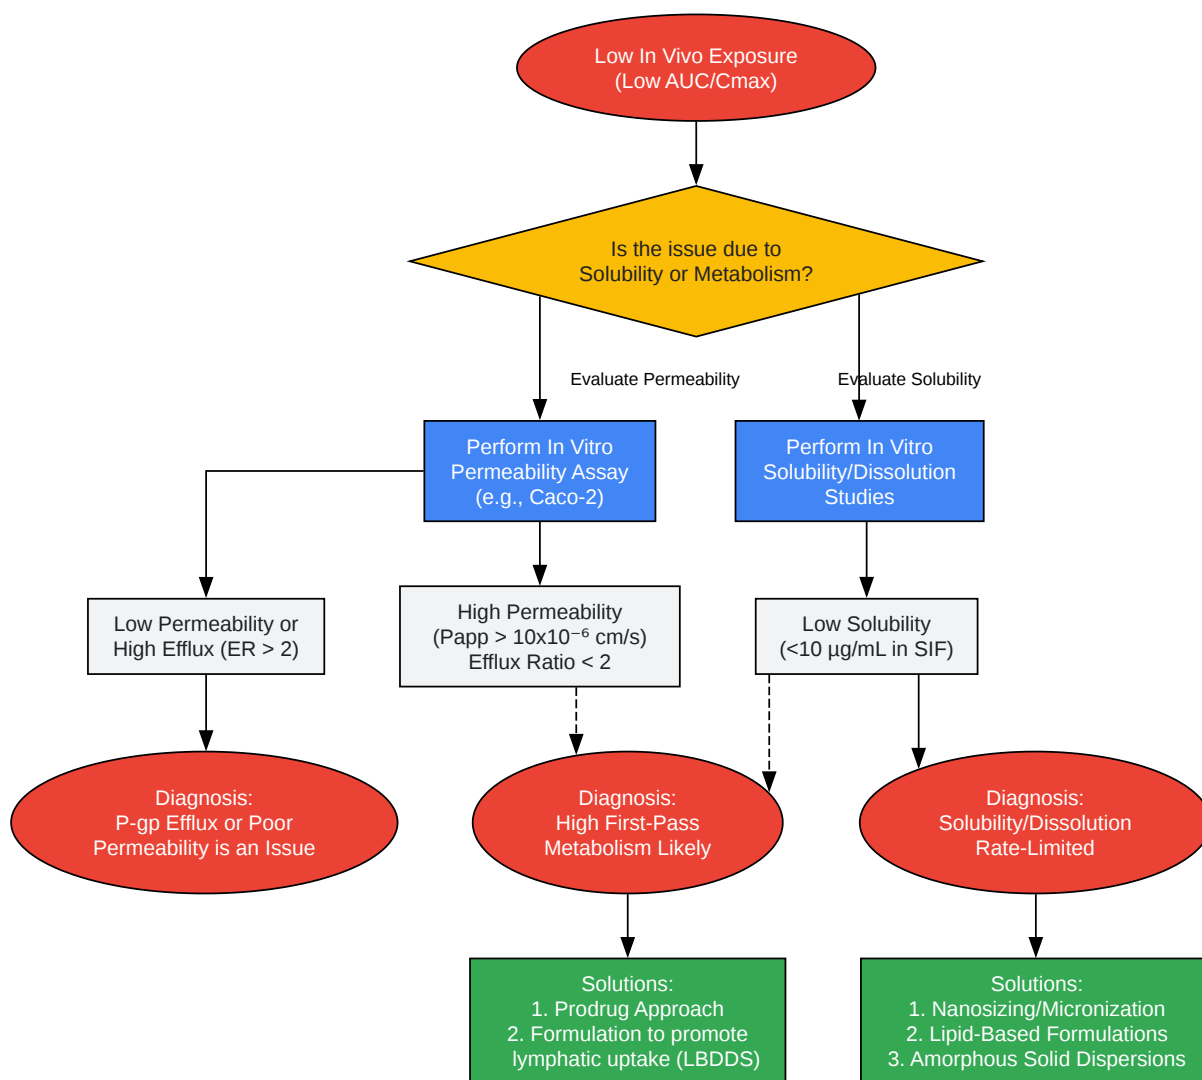 Low In Vivo Exposure
(Low AUC/Cmax)
Is the issue due to
Solubility or Metabolism?
Evaluate Permeability
Evaluate Solubility
Perform In Vitro
Permeability Assay
(e.g., Caco-2)
Perform In Vitro
Solubility/Dissolution
Studies
Low Permeability or
High Efflux (ER > 2)
High Permeability
(Papp > 10x10⁻⁶ cm/s)
Efflux Ratio < 2
Low Solubility
(<10 µg/mL in SIF)
Diagnosis:
P-gp Efflux or Poor
Permeability is an Issue
Diagnosis:
High First-Pass
Metabolism Likely
Diagnosis:
Solubility/Dissolution
Rate-Limited
Solutions:
1. Prodrug Approach
2. Formulation to promote
lymphatic uptake (LBDDS)
Solutions:
1. Nanosizing/Micronization
2. Lipid-Based Formulations
3. Amorphous Solid Dispersions